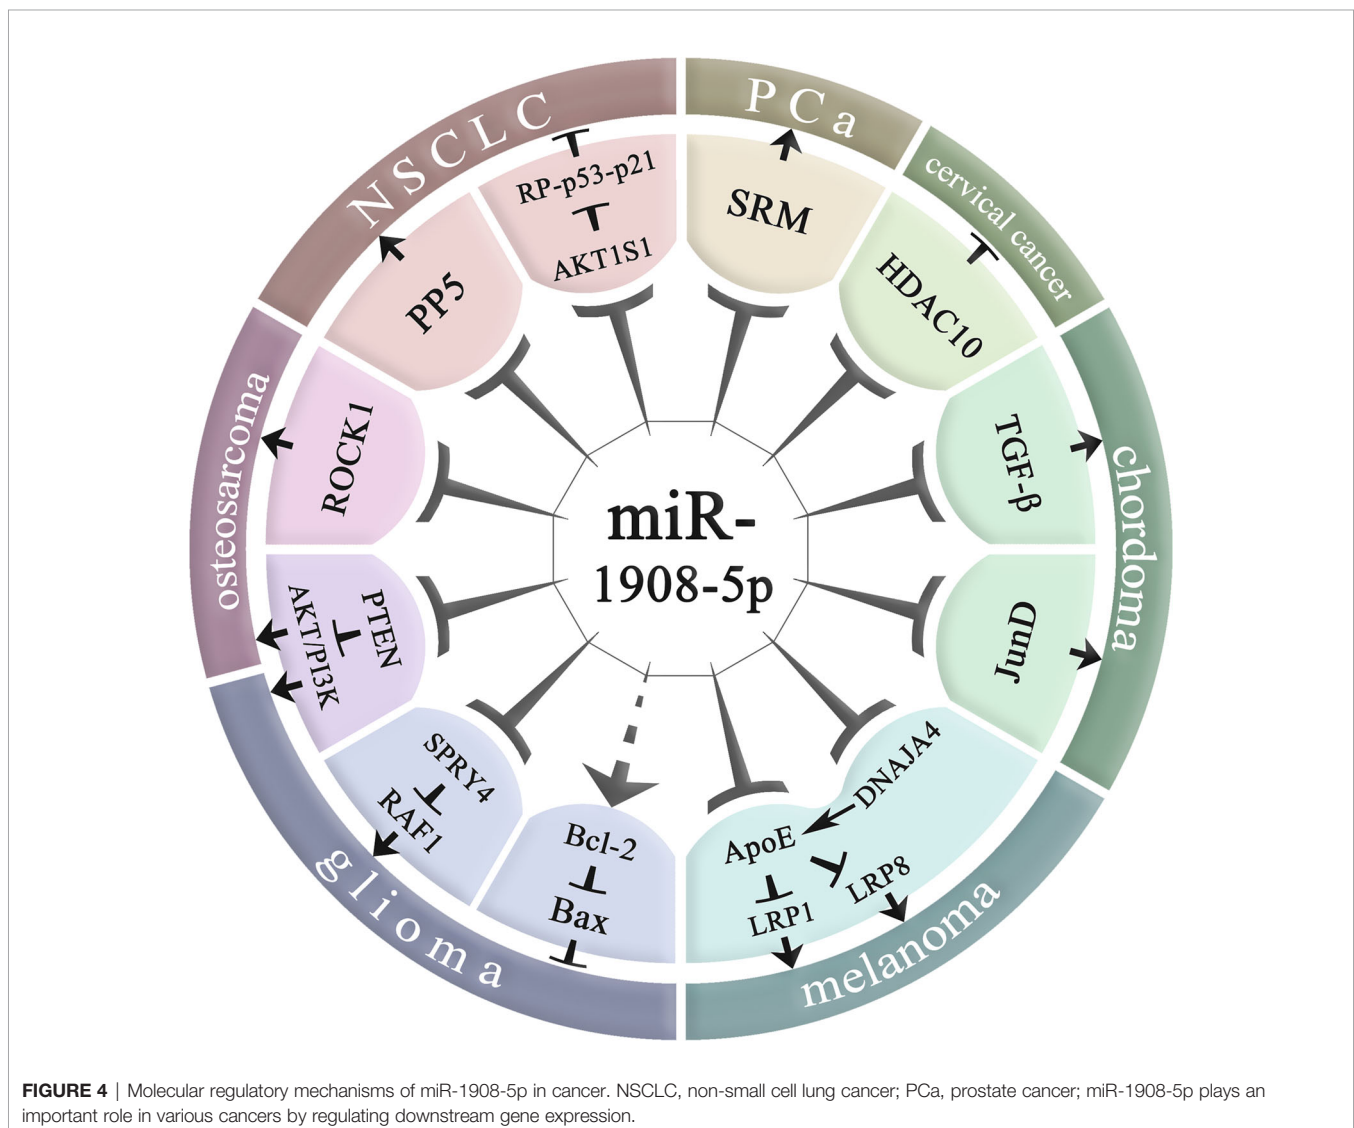 NSCLC
PCa
cervical cancer
chordoma
melanoma
glioma
osteosarcoma
RP-p53-p21
AKT1S1
SRM
HDAC10
TGF-β
JunD
DNAJA4
ApoE
LRP8
LRP1
Bcl-2
Bax
SPRY4
RAF1
PTEN
AKT/PI3K
ROCK1
PP5
miR-
1908-5p
FIGURE 4 | Molecular regulatory mechanisms of miR-1908-5p in cancer. NSCLC, non-small cell lung cancer; PCa, prostate cancer; miR-1908-5p plays an
important role in various cancers by regulating downstream gene expression.